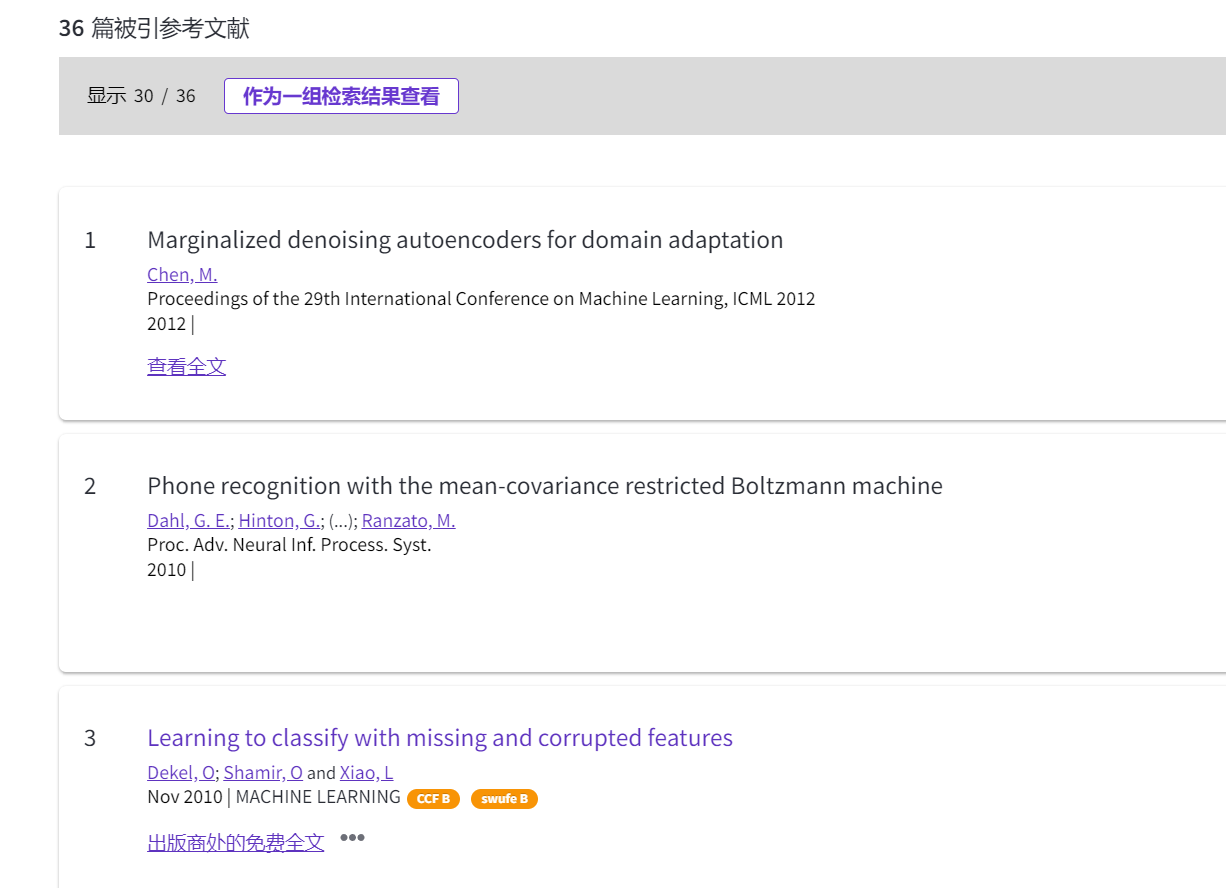 36 篇被引参考文献
显示 30 / 36 作为一组检索结果查看
1 Marginalized denoising autoencoders for domain adaptation
Chen, M.
Proceedings of the 29th International Conference on Machine Learning, ICML 2012
2012 |
查看全文
2 Phone recognition with the mean-covariance restricted Boltzmann machine
Dahl, G. E.; Hinton, G.; (...); Ranzato, M.
Proc. Adv. Neural Inf. Process. Syst.
2010 |
3 Learning to classify with missing and corrupted features
Dekel, O; Shamir, O and Xiao, L
Nov 2010 | MACHINE LEARNING CCF B swufe B
出版商处的免费全文 •••